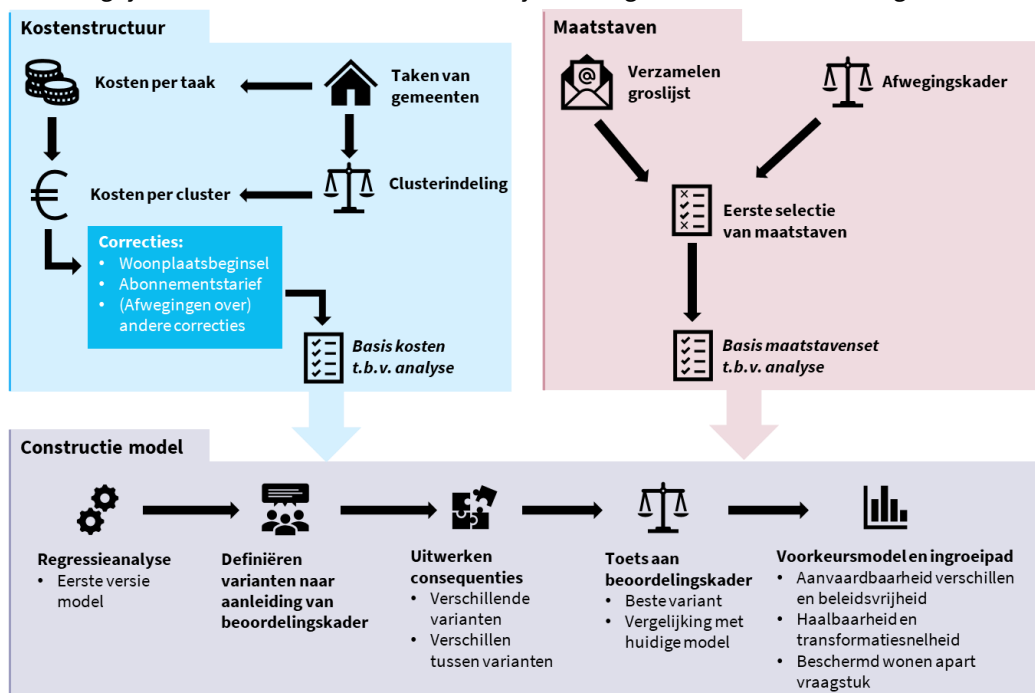 Kostenstructuur
Kosten per taak
Taken van
gemeenten
Kosten per cluster
Clusterindeling
Correcties:
• Woonplaatsbeginsel
• Abonnementstarief
• (Afwegingen over)
andere correcties
Basis kosten
t.b.v. analyse
Maatstaven
Verzamelen
groslijst
Afwegingskader
Eerste selectie
van maatstaven
Basis maatstavenset
t.b.v. analyse
Constructie model
Regressieanalyse
• Eerste versie
model
Definiëren
varianten naar
aanleiding van
beoordelingskader
Uitwerken
consequenties
• Verschillende
varianten
• Verschillen
tussen varianten
Toets aan
beoordelingskader
• Beste variant
• Vergelijking met
huidige model
Voorkeursmodel en ingroeipad
• Aanvaardbaarheid verschillen
en beleidsvrijheid
• Haalbaarheid en
transformatiesnelheid
• Beschermd wonen apart
vraagstuk